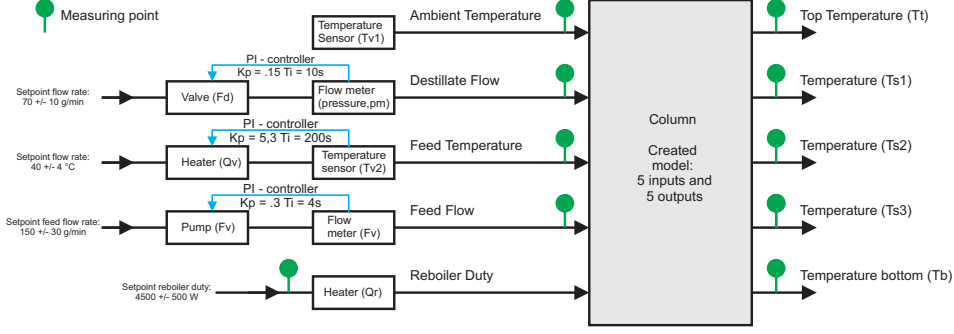 Measuring point
Temperature
Sensor (Tv1)
Ambient Temperature
Top Temperature (Tt)
PI - controller
Kp = .15 Ti = 10s
Setpoint flow rate:
70 +/- 10 g/min
Valve (Fd)
Flow meter
(pressure,pm)
Destillate Flow
Temperature (Ts1)
PI - controller
Kp = 5,3 Ti = 200s
Setpoint flow rate:
40 +/- 4 °C
Heater (Qv)
Temperature
sensor (Tv2)
Feed Temperature
Temperature (Ts2)
PI - controller
Kp = .3 Ti = 4s
Setpoint feed flow rate:
150 +/- 30 g/min
Pump (Fv)
Flow
meter (Fv)
Feed Flow
Temperature (Ts3)
Setpoint reboiler duty:
4500 +/- 500 W
Heater (Qr)
Reboiler Duty
Temperature bottom (Tb)
Column
Created
model:
5 inputs and
5 outputs